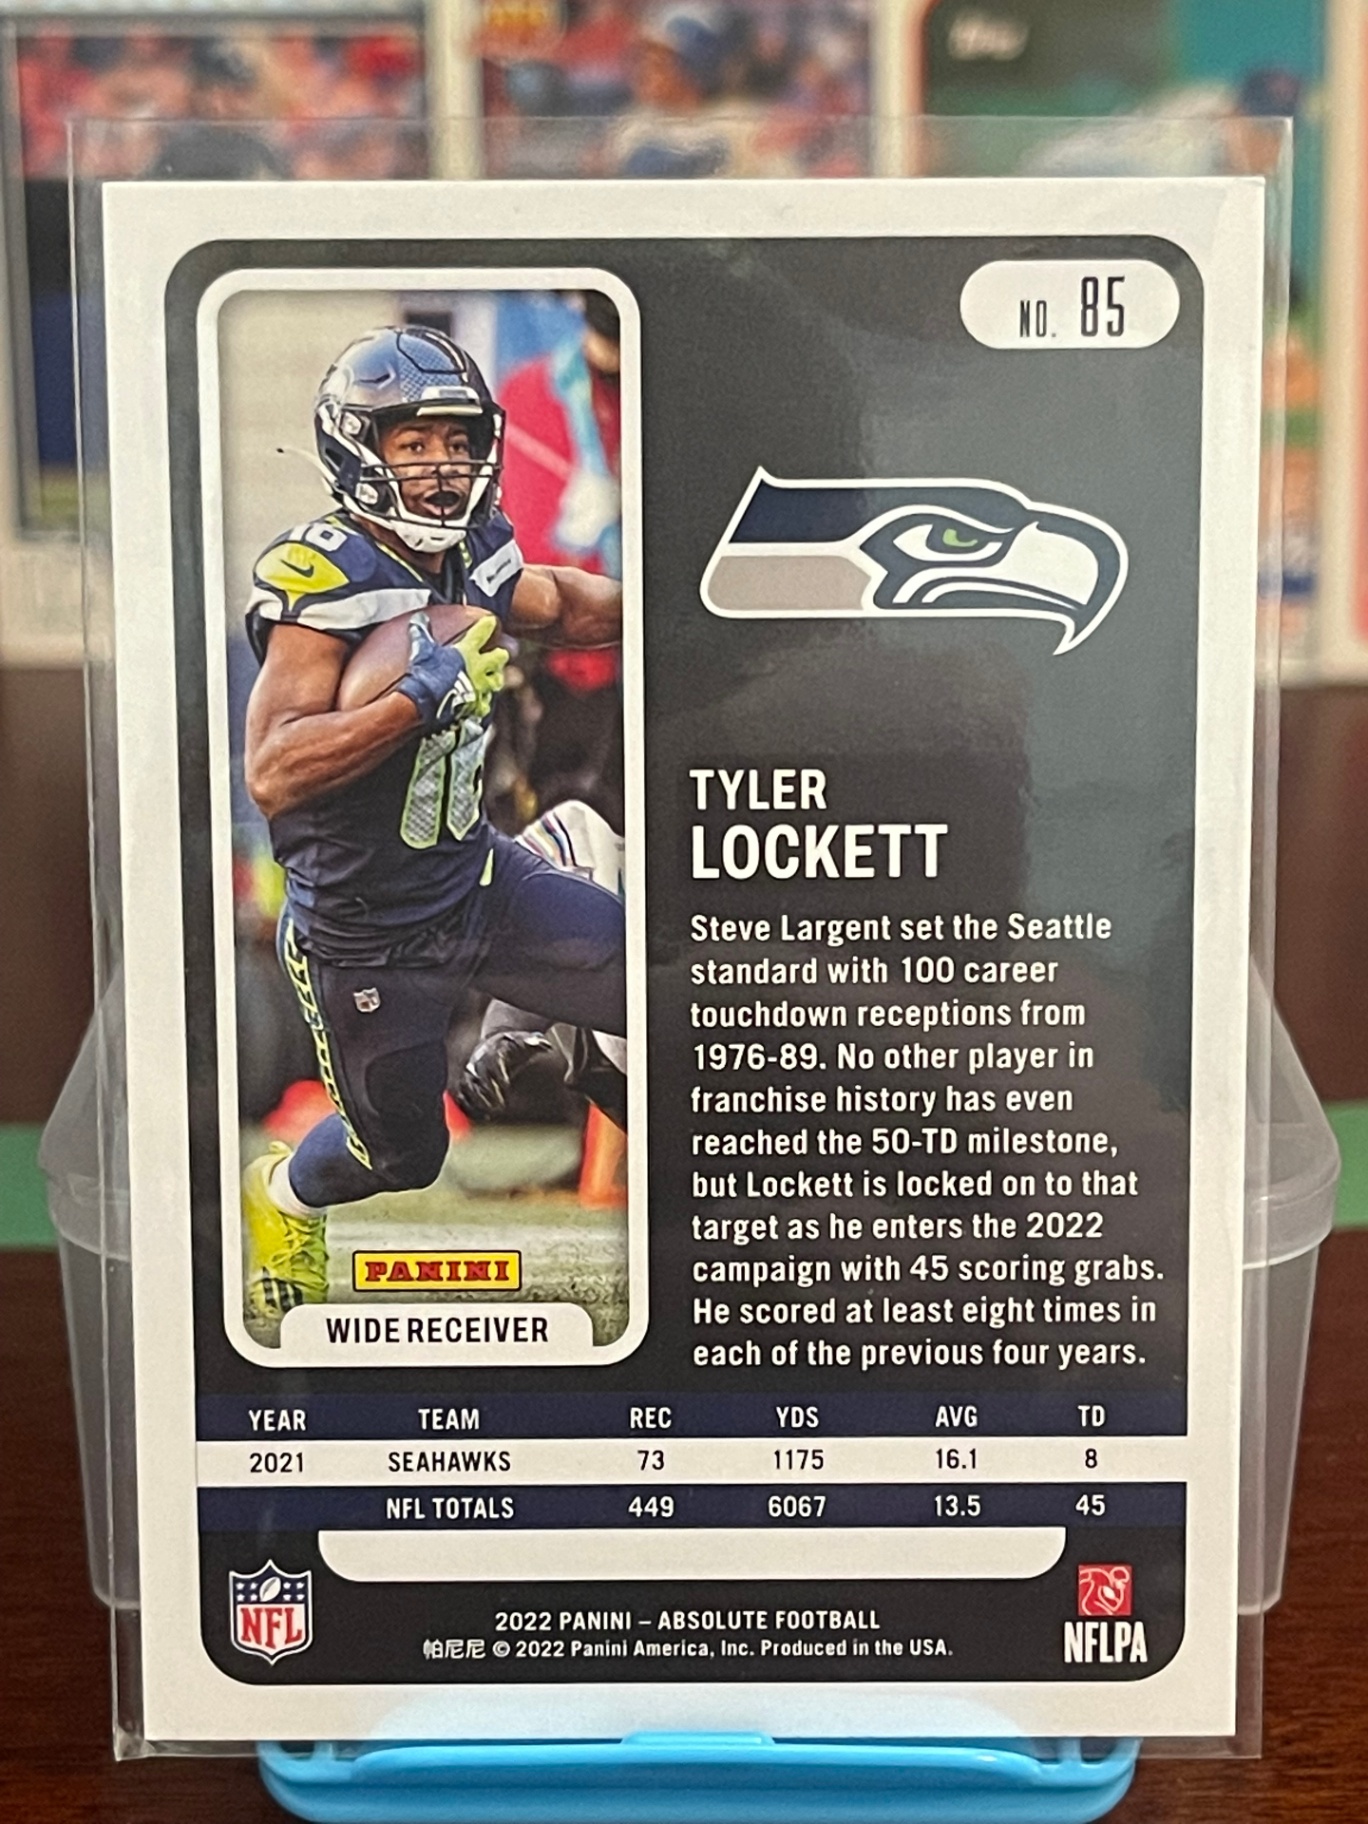 NO. 85
16
16
TYLER
LOCKETT
Steve Largent set the Seattle
standard with 100 career
touchdown receptions from
1976-89. No other player in
franchise history has even
reached the 50-TD milestone,
but Lockett is locked on to that
target as he enters the 2022
campaign with 45 scoring grabs.
He scored at least eight times in
each of the previous four years.
PANINI
WIDE RECEIVER
YEAR TEAM REC YDS AVG TD
2021 SEAHAWKS 73 1175 16.1 8
NFL TOTALS 449 6067 13.5 45
NFL
2022 PANINI – ABSOLUTE FOOTBALL
帕尼尼 © 2022 Panini America, Inc. Produced in the USA.
NFLPA